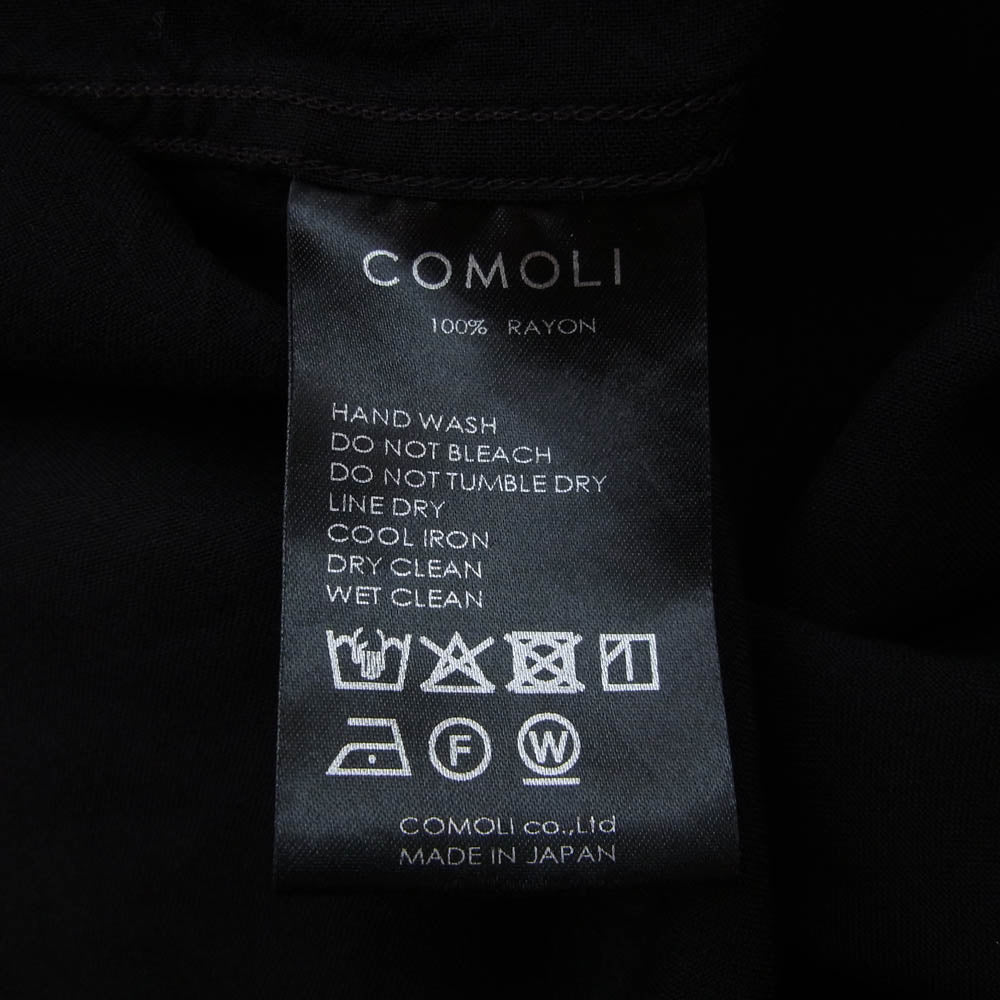 COMOLI
100% RAYON
HAND WASH
DO NOT BLEACH
DO NOT TUMBLE DRY
LINE DRY
COOL IRON
DRY CLEAN
WET CLEAN
F W
COMOLI co.,Ltd
MADE IN JAPAN